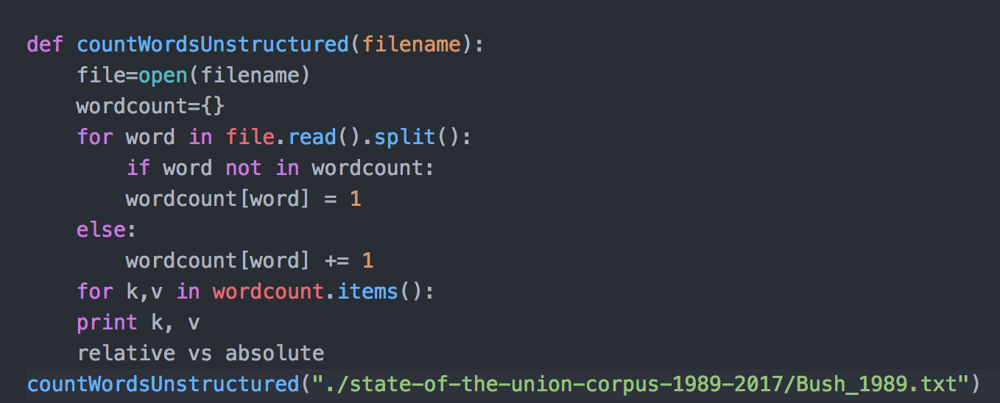 def countWordsUnstructured(filename):
    file=open(filename)
    wordcount={}
    for word in file.read().split():
        if word not in wordcount:
        wordcount[word] = 1
    else:
        wordcount[word] += 1
    for k,v in wordcount.items():
    print k, v
    relative vs absolute
countWordsUnstructured("./state-of-the-union-corpus-1989-2017/Bush_1989.txt")